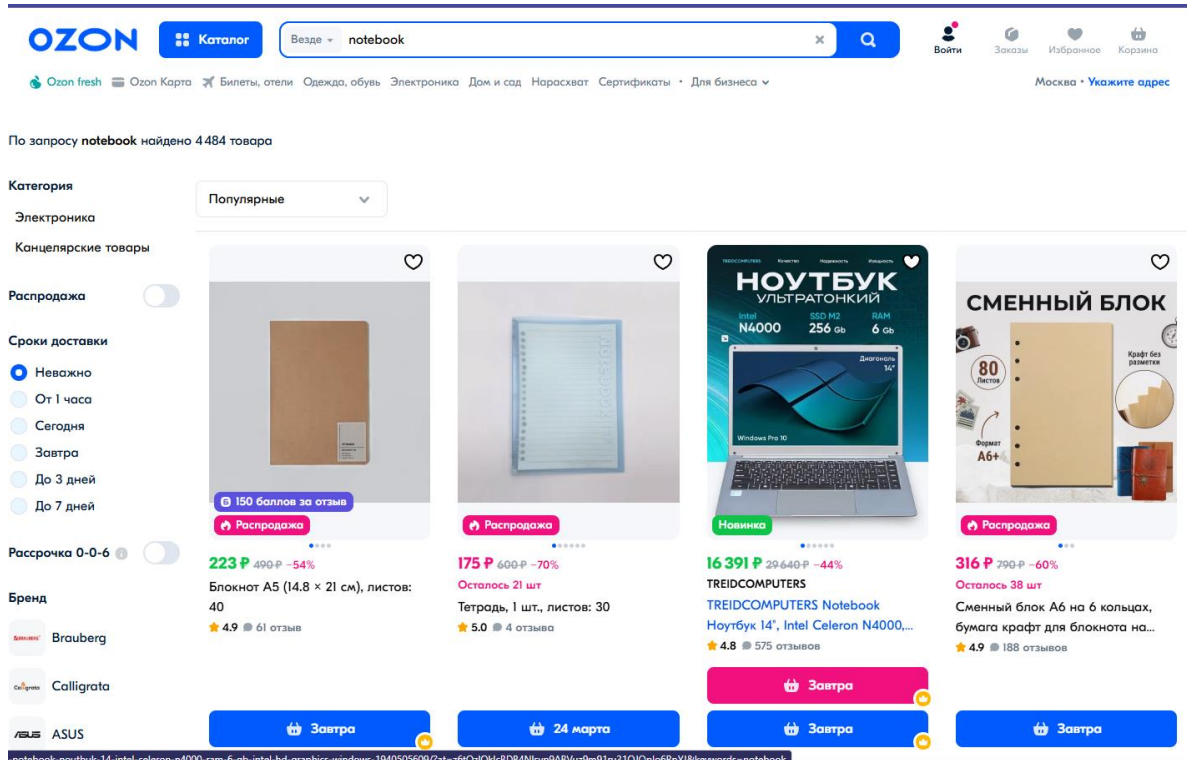 OZON
Каталог
Везде
notebook
Войти
Заказы
Избранное
Корзина
Ozon fresh
Ozon Карта
Билеты, отели
Одежда, обувь
Электроника
Дом и сад
Нарасхват
Сертификаты
Для бизнеса
Москва • Укажите адрес
По запросу notebook найдено 4 484 товара
Категория
Электроника
Канцелярские товары
Распродажа
Сроки доставки
Неважно
От 1 часа
Сегодня
Завтра
До 3 дней
До 7 дней
Рассрочка 0-0-6
Бренд
Brauberg
Calligrata
ASUS
Популярные
150 баллов за отзыв
Распродажа
223 ₽ 490 ₽ −54%
Блокнот А5 (14.8 × 21 см), листов:
40
4.9 61 отзыв
Завтра
Распродажа
175 ₽ 600 ₽ −70%
Осталось 21 шт
Тетрадь, 1 шт., листов: 30
5.0 4 отзыва
24 марта
TREIDCOMPUTERS Качество Надежность Мощность
НОУТБУК
УЛЬТРАТОНКИЙ
Intel SSD M2 RAM
N4000 256 Gb 6 Gb
Диагональ
14"
Windows Pro 10
Новинка
16 391 ₽ 29 640 ₽ −44%
TREIDCOMPUTERS
TREIDCOMPUTERS Notebook
Ноутбук 14", Intel Celeron N4000,...
4.8 575 отзывов
Завтра
Завтра
СМЕННЫЙ БЛОК
80
Листов
Крафт без
разметки
Формат
А6+
Распродажа
316 ₽ 790 ₽ −60%
Осталось 38 шт
Сменный блок А6 на 6 кольцах,
бумага крафт для блокнота на...
4.9 188 отзывов
Завтра